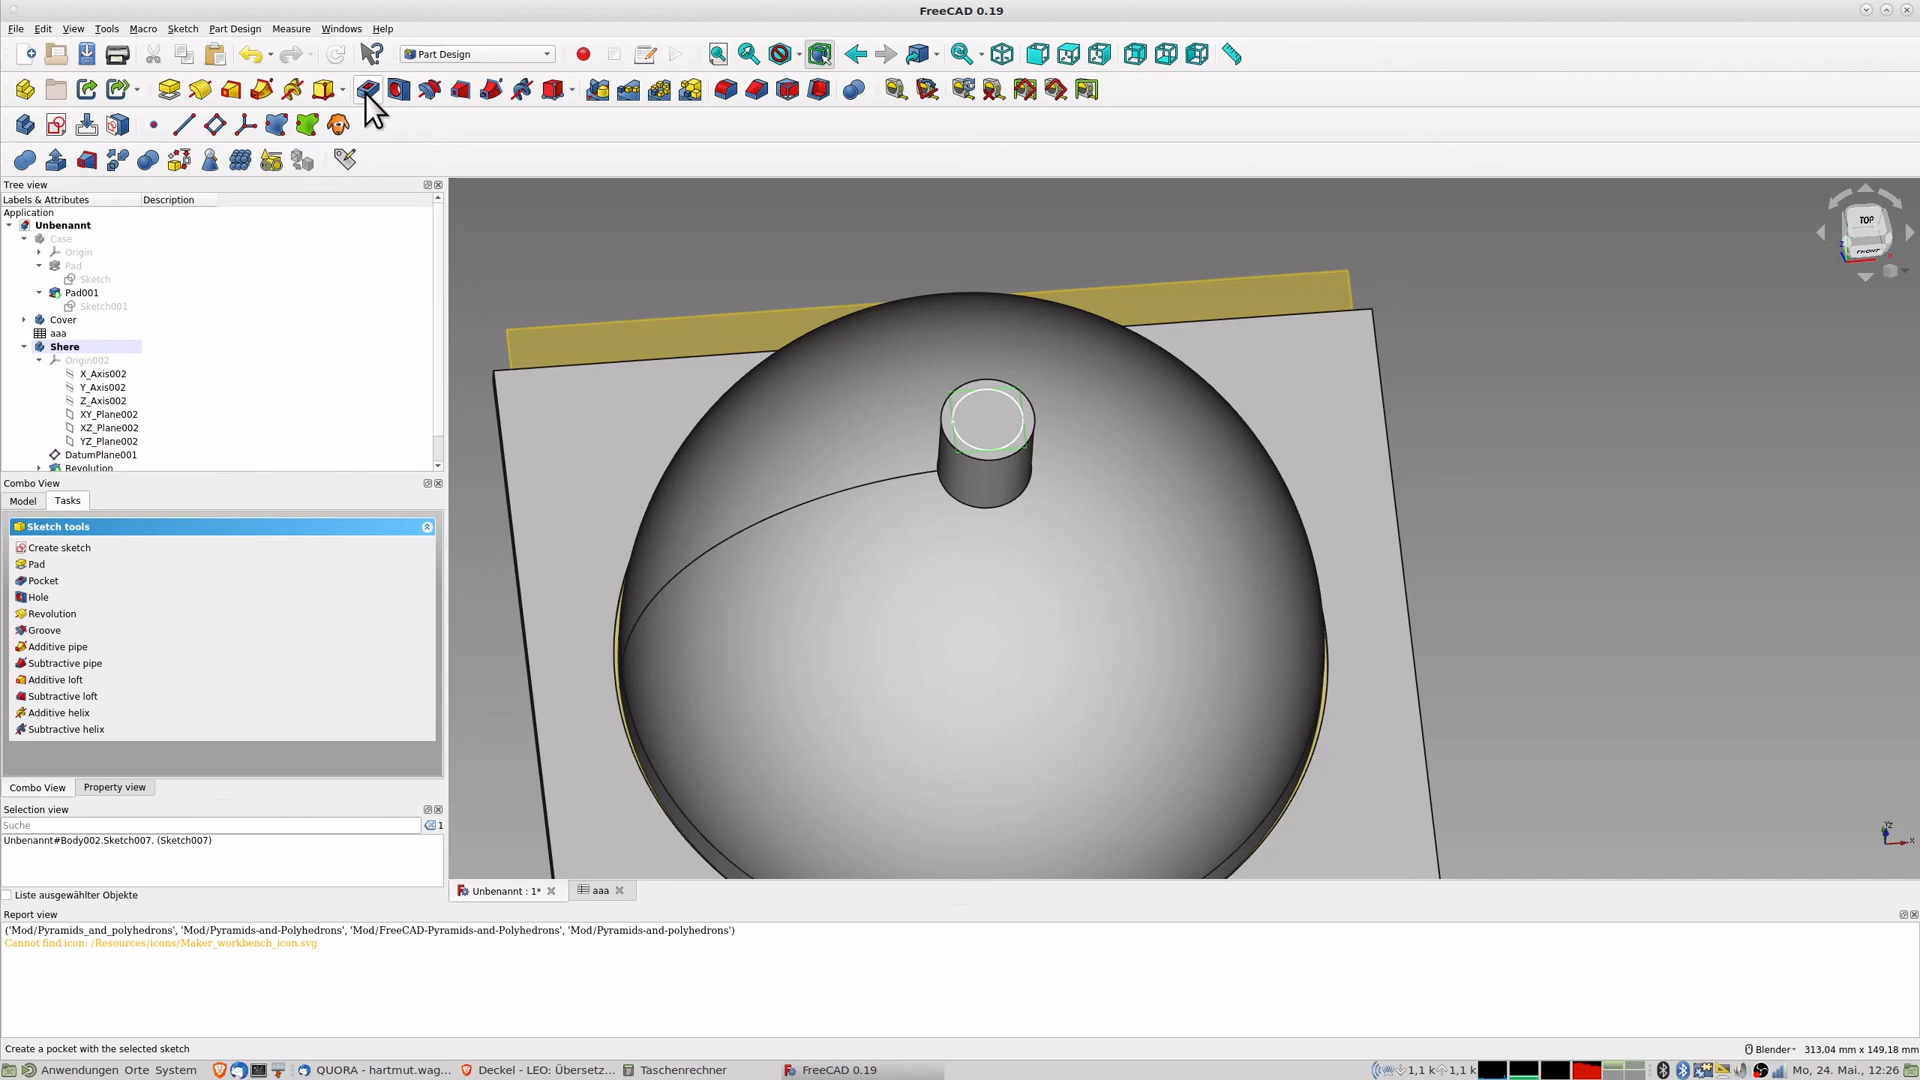 FreeCAD 0.19
File Edit View Tools Macro Sketch Part Design Measure Windows Help
Part Design
Tree view
Labels & Attributes Description
Application
Unbenannt
Case
Origin
Pad
Sketch
Pad001
Sketch001
Cover
aaa
Shere
Origin002
X_Axis002
Y_Axis002
Z_Axis002
XY_Plane002
XZ_Plane002
YZ_Plane002
DatumPlane001
Revolution
Combo View
Model Tasks
Sketch tools
Create sketch
Pad
Pocket
Hole
Revolution
Groove
Additive pipe
Subtractive pipe
Additive loft
Subtractive loft
Additive helix
Subtractive helix
Combo View Property view
Selection view
Suche 1
Unbenannt#Body002.Sketch007. (Sketch007)
Liste ausgewählter Objekte
TOP
FRONT
Unbenannt : 1* aaa
Report view
('Mod/Pyramids_and_polyhedrons', 'Mod/Pyramids-and-Polyhedrons', 'Mod/FreeCAD-Pyramids-and-Polyhedrons', 'Mod/Pyramids-and-polyhedrons')
Cannot find icon: /Resources/icons/Maker_workbench_icon.svg
Create a pocket with the selected sketch Blender 313,04 mm x 149,18 mm
Anwendungen Orte System QUORA - hartmut.wag... Deckel - LEO: Übersetz... Taschenrechner FreeCAD 0.19 1,1 k 1,1 k Mo, 24. Mai., 12:26